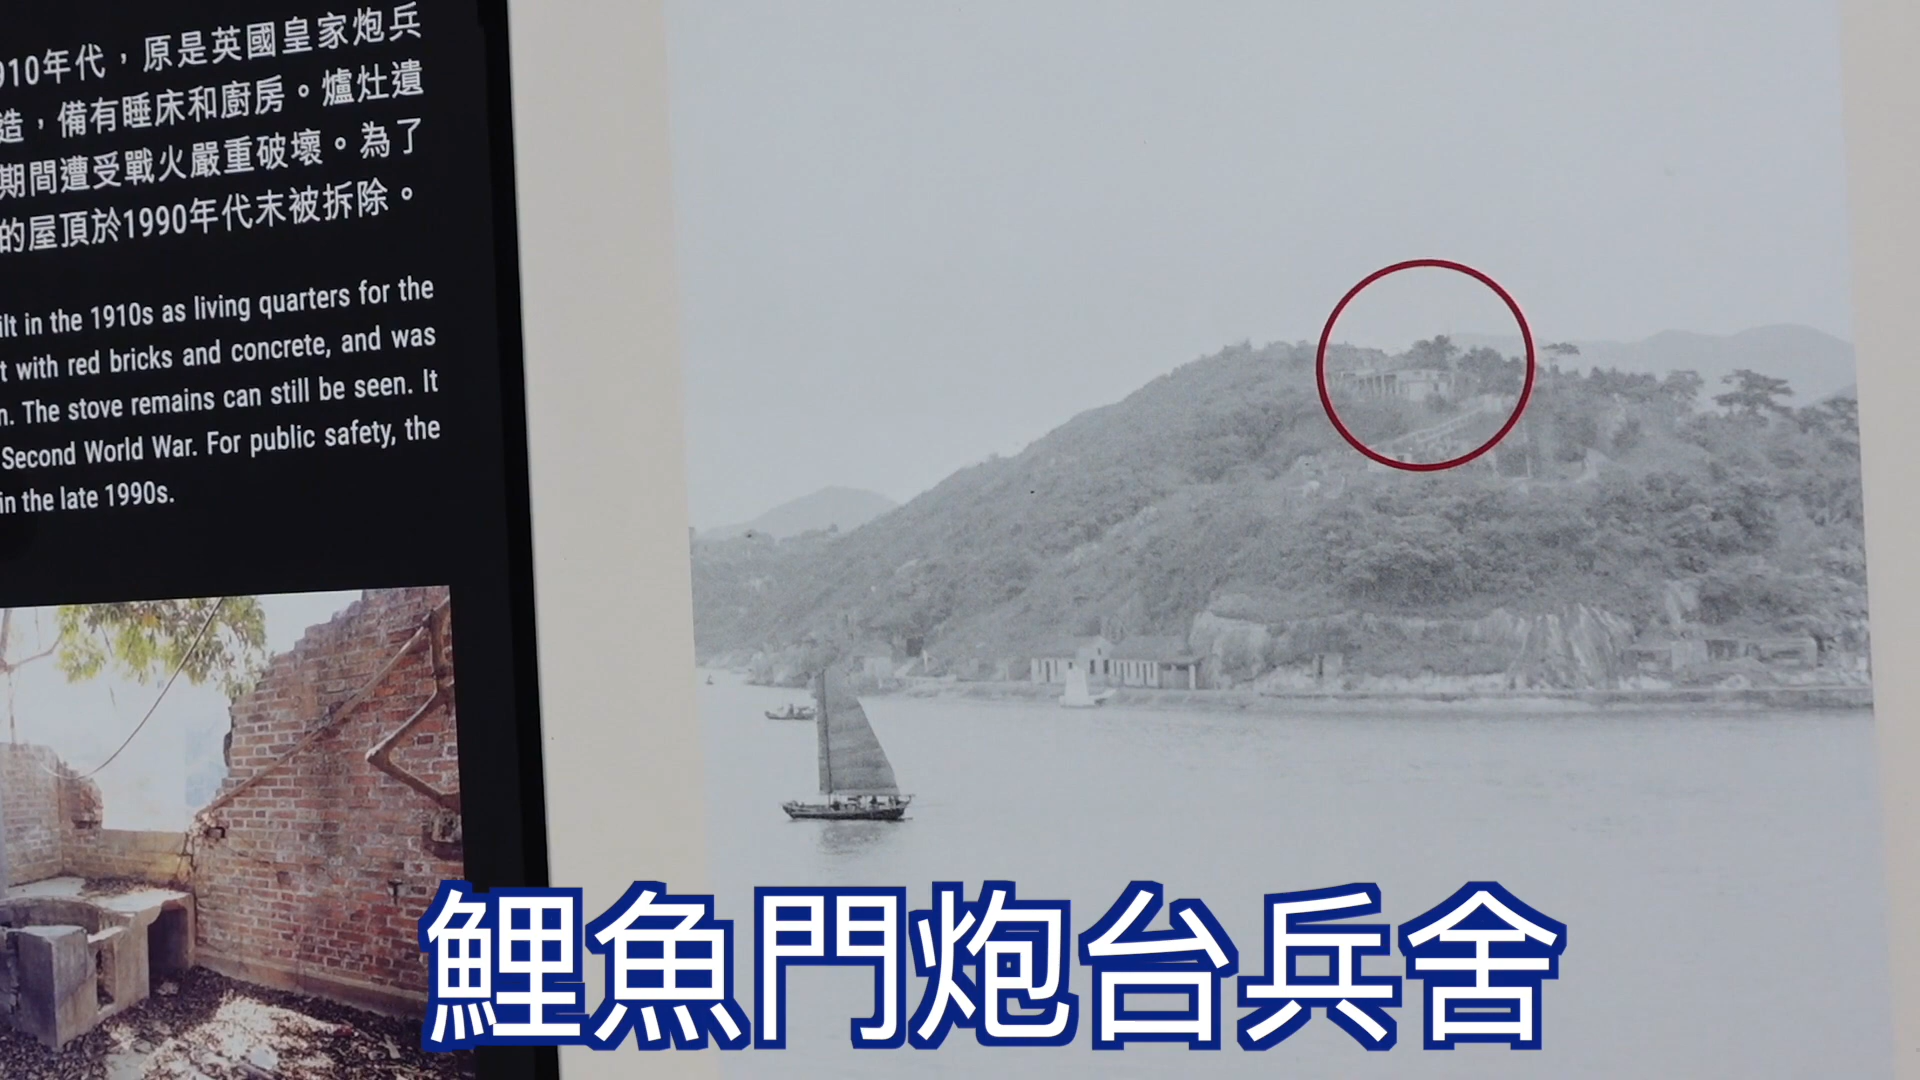 910年代，原是英國皇家炮兵
造，備有睡床和廚房。爐灶遺
期間遭受戰火嚴重破壞。為了
的屋頂於1990年代末被拆除。
ilt in the 1910s as living quarters for the
t with red bricks and concrete, and was
n. The stove remains can still be seen. It
Second World War. For public safety, the
in the late 1990s.
鯉魚門炮台兵舍